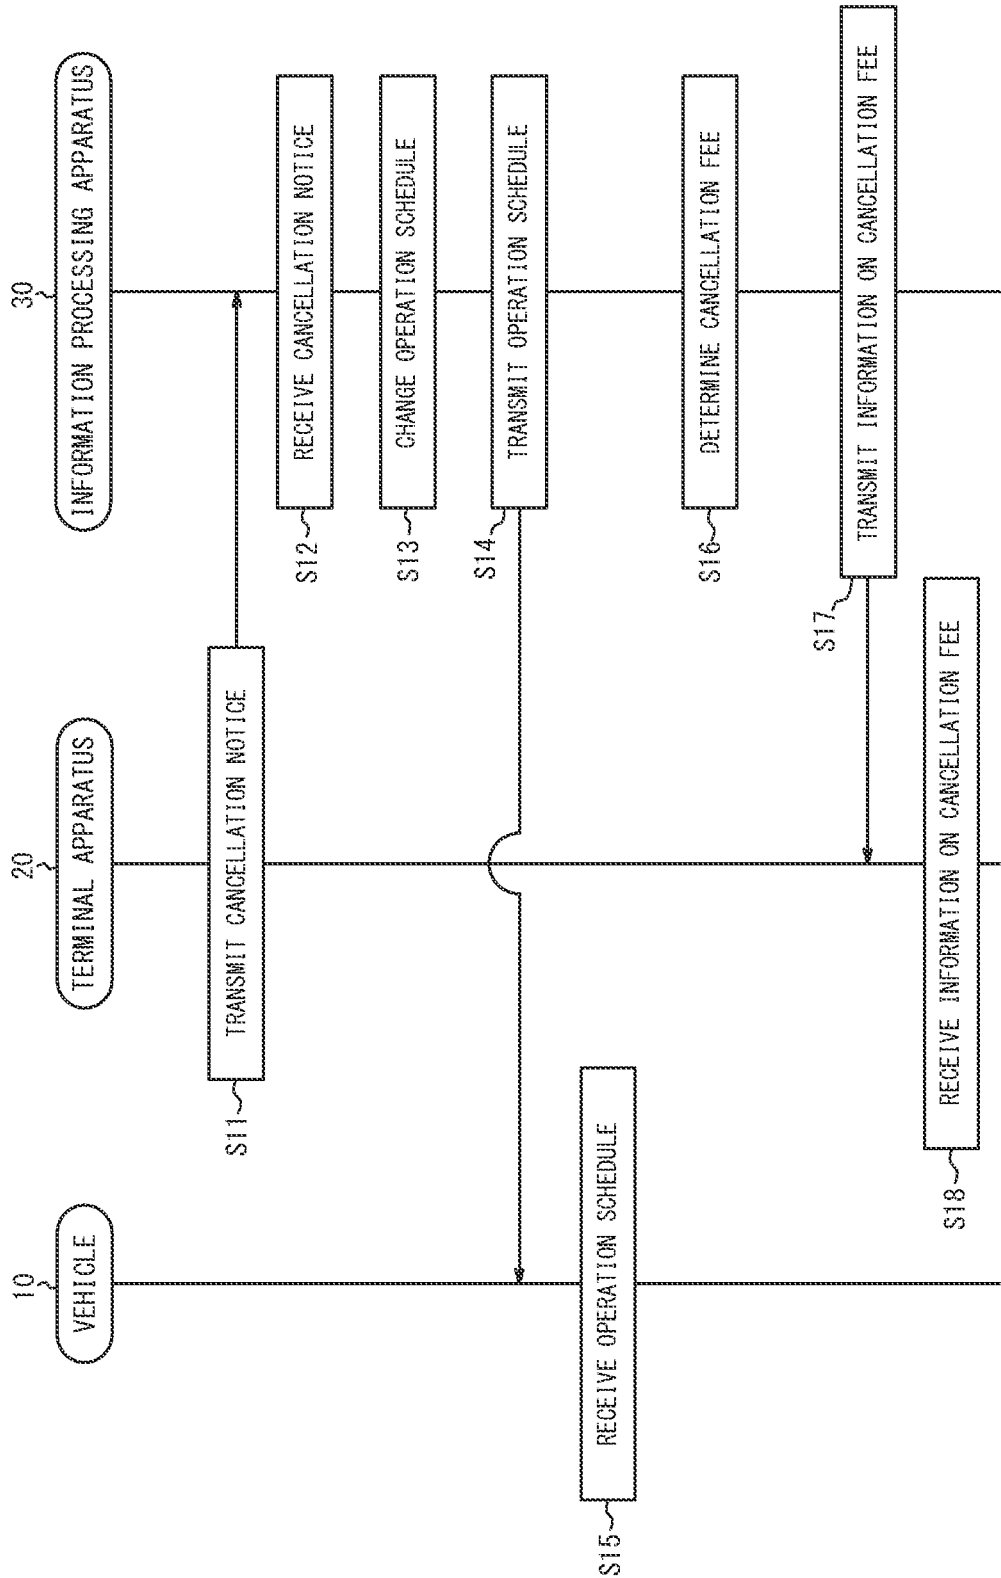 10
VEHICLE
20
TERMINAL APPARATUS
30
INFORMATION PROCESSING APPARATUS
S11
TRANSMIT CANCELLATION NOTICE
S12
RECEIVE CANCELLATION NOTICE
S13
CHANGE OPERATION SCHEDULE
S14
TRANSMIT OPERATION SCHEDULE
S15
RECEIVE OPERATION SCHEDULE
S16
DETERMINE CANCELLATION FEE
S17
TRANSMIT INFORMATION ON CANCELLATION FEE
S18
RECEIVE INFORMATION ON CANCELLATION FEE